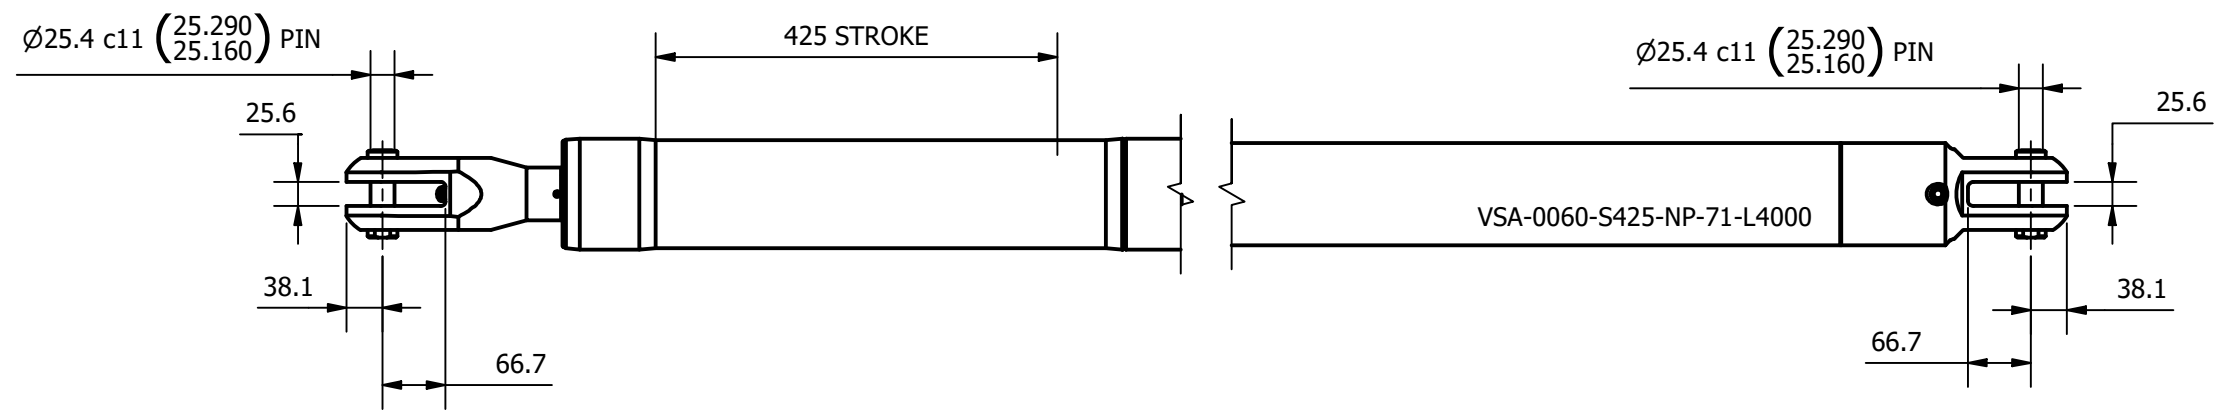 Ø25.4 c11 (25.290
25.160) PIN
425 STROKE
Ø25.4 c11 (25.290
25.160) PIN
25.6
25.6
VSA-0060-S425-NP-71-L4000
38.1
38.1
66.7
66.7